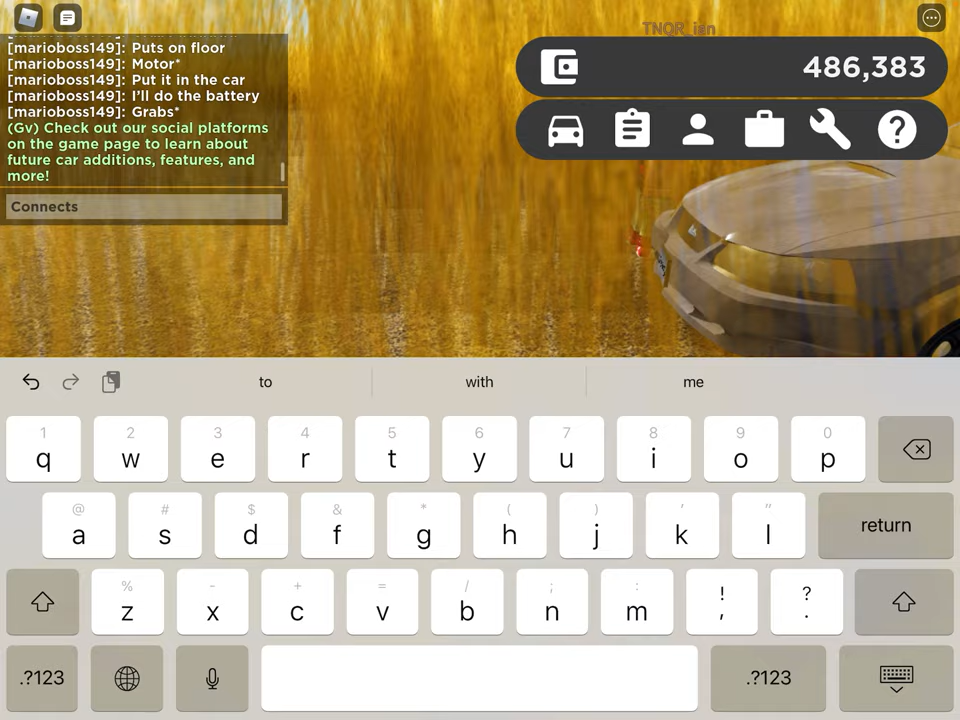 [marioboss149]: Puts on floor
[marioboss149]: Motor*
[marioboss149]: Put it in the car
[marioboss149]: I'll do the battery
[marioboss149]: Grabs*
(Gv) Check out our social platforms
on the game page to learn about
future car additions, features, and
more!
Connects
TNQR_ian
486,383
to with me
1 2 3 4 5 6 7 8 9 0
q w e r t y u i o p
@ # $ & * ( ) ' "
a s d f g h j k l return
% - + = / ; : ! ?
z x c v b n m , .
.?123 .?123